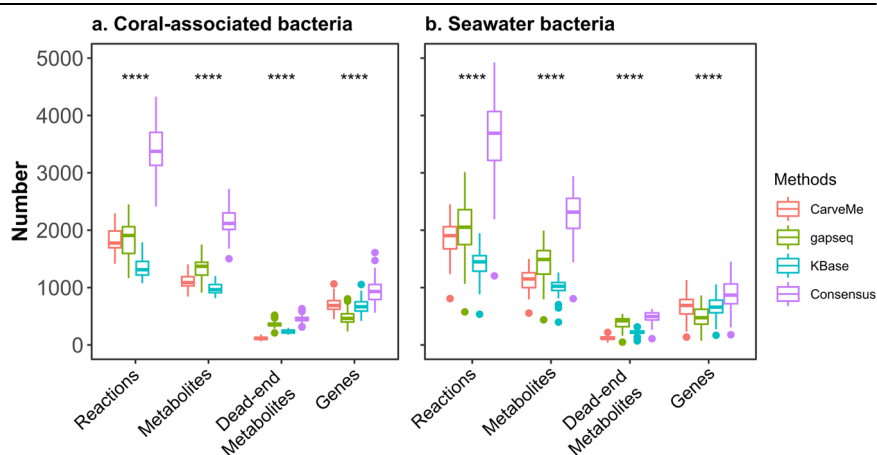 a. Coral-associated bacteria
b. Seawater bacteria
Number
5000
4000
3000
2000
1000
0
**** **** **** ****
**** **** **** ****
Reactions
Metabolites
Dead-end
Metabolites
Genes
Reactions
Metabolites
Dead-end
Metabolites
Genes
Methods
CarveMe
gapseq
KBase
Consensus